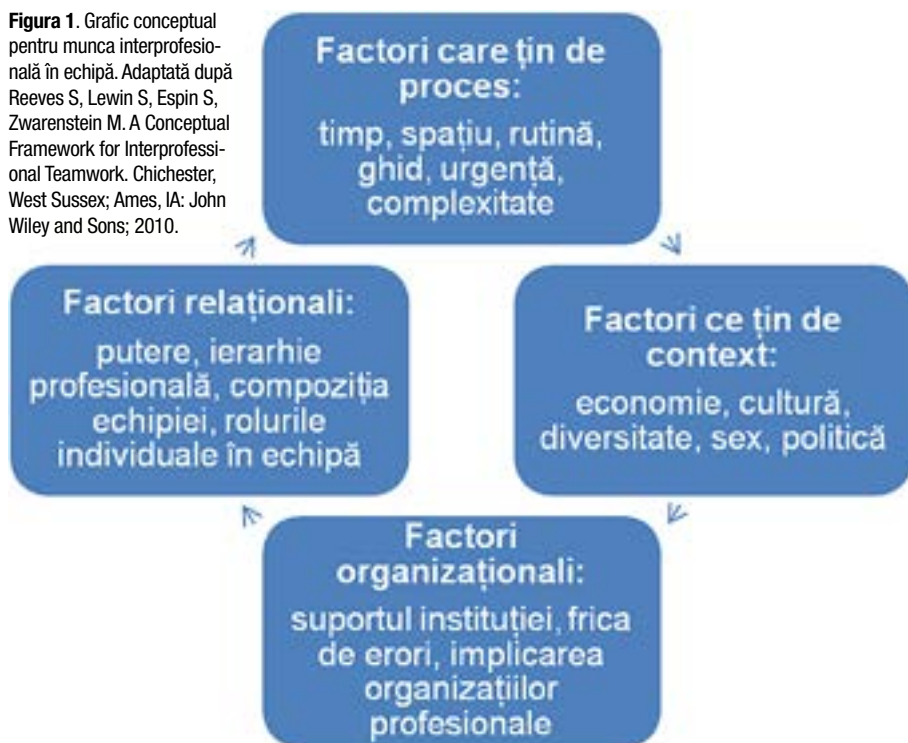 Figura 1. Grafic conceptual
pentru munca interprofesio-
nală în echipă. Adaptată după
Reeves S, Lewin S, Espin S,
Zwarenstein M. A Conceptual
Framework for Interprofessi-
onal Teamwork. Chichester,
West Sussex; Ames, IA: John
Wiley and Sons; 2010.
Factori care țin de
proces:
timp, spațiu, rutină,
ghid, urgență,
complexitate
Factori relaționali:
putere, ierarhie
profesională, compoziția
echipiei, rolurile
individuale în echipă
Factori ce țin de
context:
economie, cultură,
diversitate, sex, politică
Factori
organizaționali:
suportul instituției, frica
de erori, implicarea
organizațiilor
profesionale